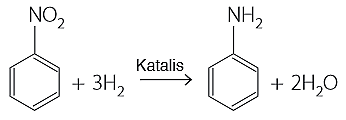 NO₂ NH₂
Katalis
+ 3H₂ + 2H₂O